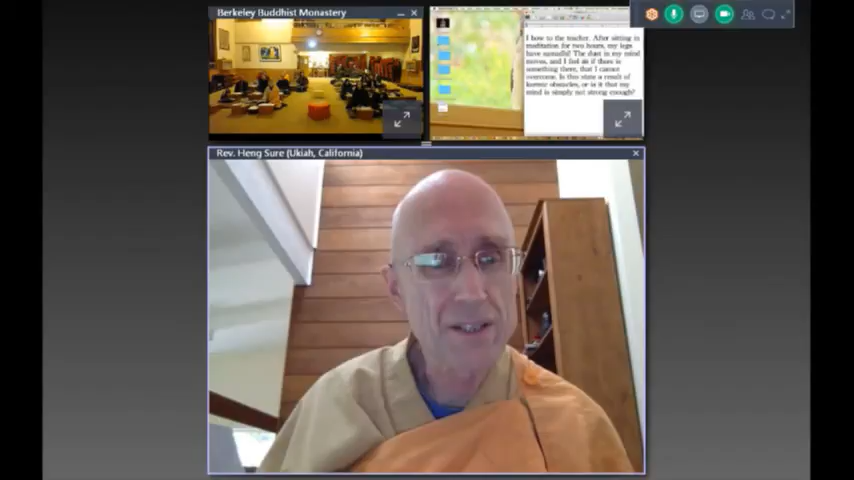 Berkeley Buddhist Monastery
I bow to the teacher. After sitting in
meditation for two hours, my legs
have The dust in my mind
moves, and I feel as if there is
something there, that I cannot
overcome. Is this state a result of
karmic obstacles, or is it that my
mind is simply not strong enough?
Rev. Heng Sure (Ukiah, California)